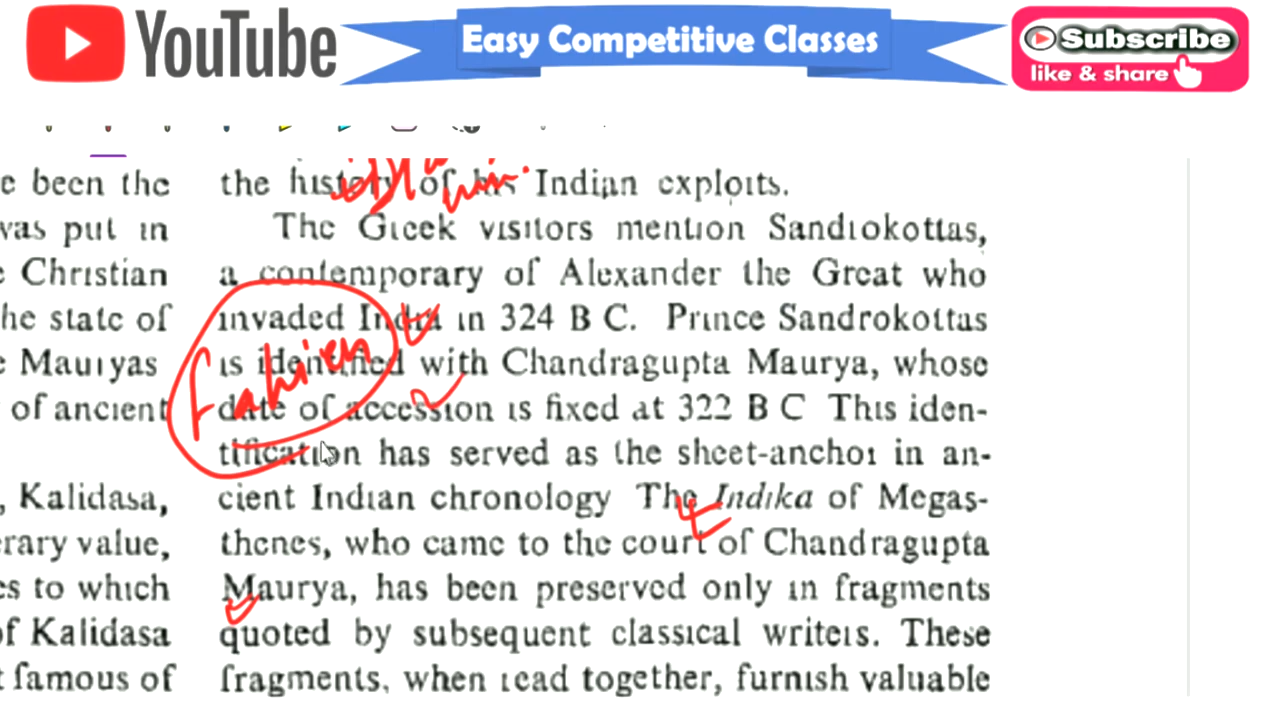 YouTube
Easy Competitive Classes
Subscribe
like & share
e been the
was put in
e Christian
he state of
e Mauryas
of ancient
, Kalidasa,
rary value,
es to which
of Kalidasa
t famous of
the history of his Indian exploits.
The Greek visitors mention Sandrokottas,
a contemporary of Alexander the Great who
invaded India in 324 B C. Prince Sandrokottas
is identified with Chandragupta Maurya, whose
date of accession is fixed at 322 B C This iden-
tification has served as the sheet-anchor in an-
cient Indian chronology The Indika of Megas-
thenes, who came to the court of Chandragupta
Maurya, has been preserved only in fragments
quoted by subsequent classical writers. These
fragments, when read together, furnish valuable
fahien